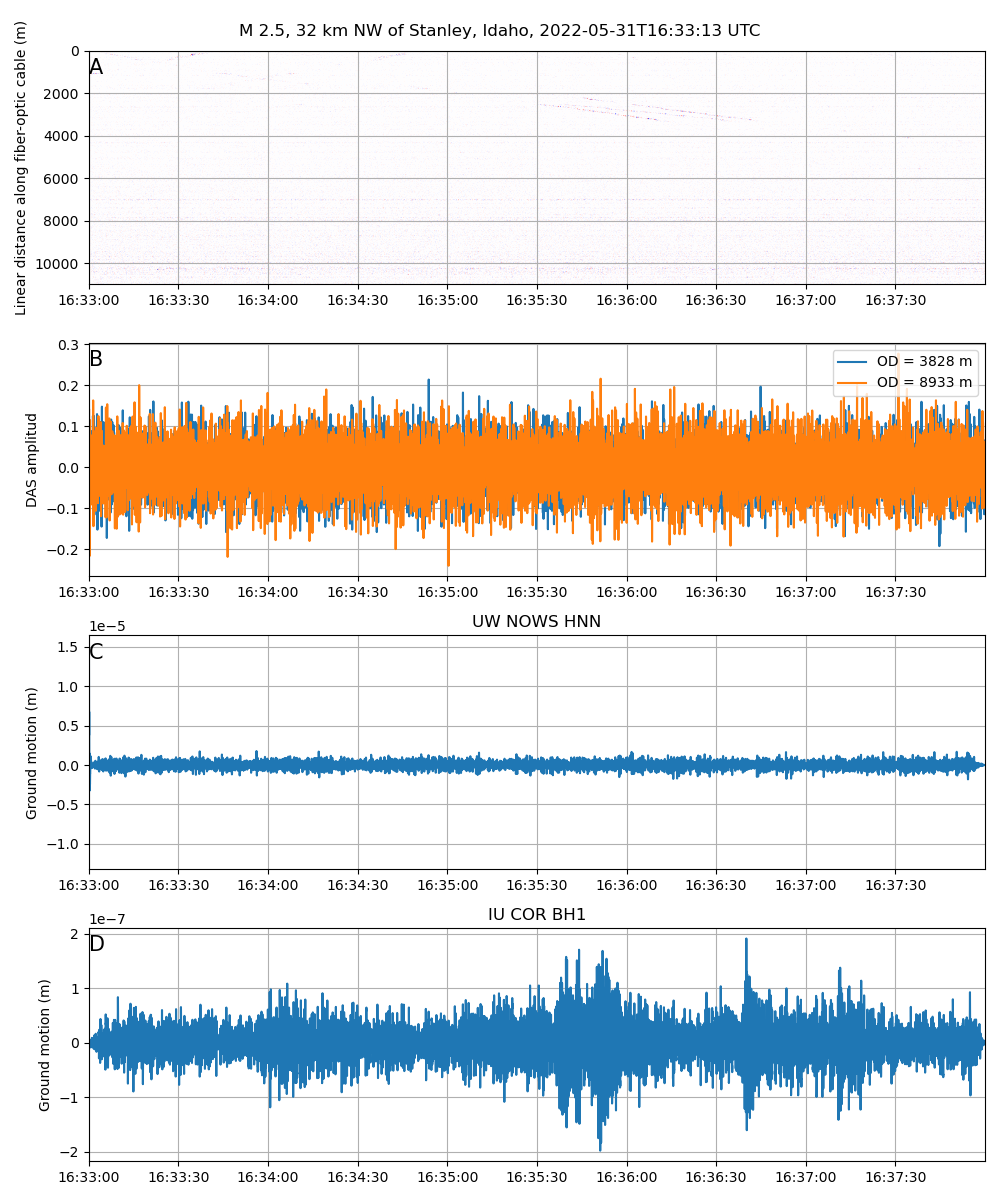 M 2.5, 32 km NW of Stanley, Idaho, 2022-05-31T16:33:13 UTC
Linear distance along fiber-optic cable (m)
A
0
2000
4000
6000
8000
10000
16:33:00 16:33:30 16:34:00 16:34:30 16:35:00 16:35:30 16:36:00 16:36:30 16:37:00 16:37:30
DAS amplitud
B
OD = 3828 m
OD = 8933 m
0.3
0.2
0.1
0.0
−0.1
−0.2
16:33:00 16:33:30 16:34:00 16:34:30 16:35:00 16:35:30 16:36:00 16:36:30 16:37:00 16:37:30
UW NOWS HNN
1e−5
Ground motion (m)
C
1.5
1.0
0.5
0.0
−0.5
−1.0
16:33:00 16:33:30 16:34:00 16:34:30 16:35:00 16:35:30 16:36:00 16:36:30 16:37:00 16:37:30
IU COR BH1
1e−7
Ground motion (m)
D
2
1
0
−1
−2
16:33:00 16:33:30 16:34:00 16:34:30 16:35:00 16:35:30 16:36:00 16:36:30 16:37:00 16:37:30